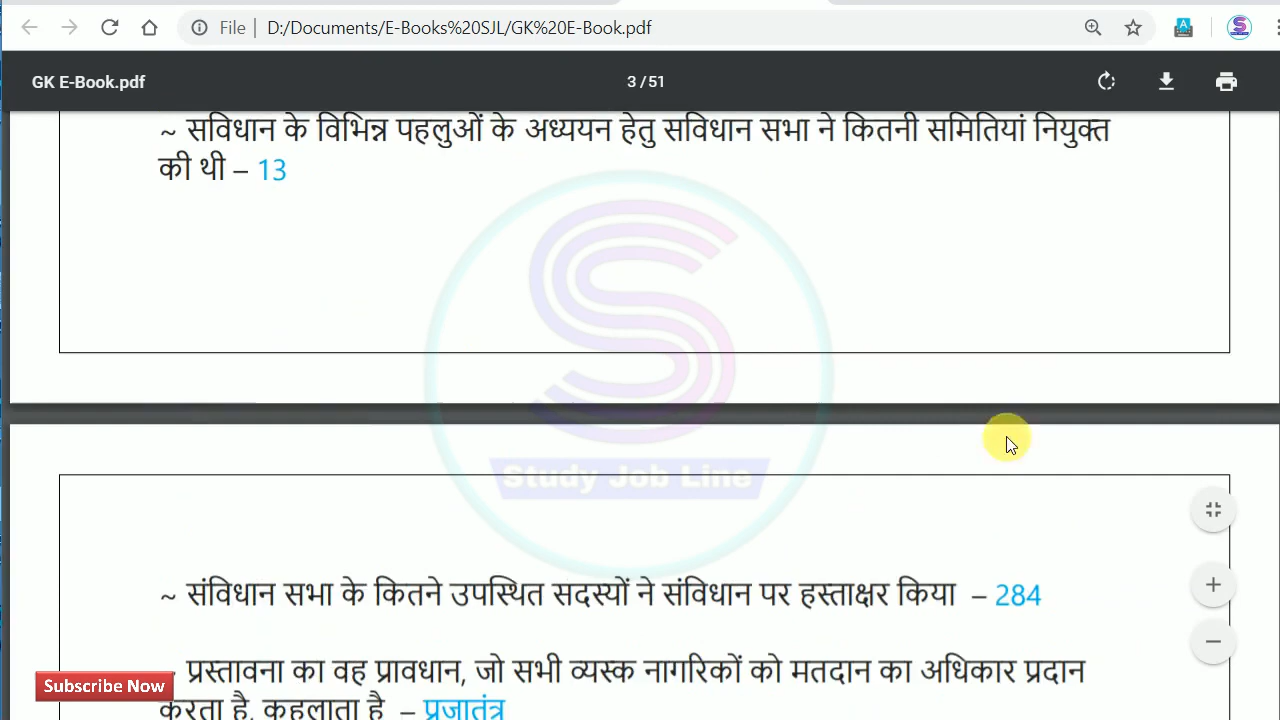 File | D:/Documents/E-Books%20SJL/GK%20E-Book.pdf
GK E-Book.pdf 3 / 51
~ सविधान के विभिन्न पहलुओं के अध्ययन हेतु सविधान सभा ने कितनी समितियां नियुक्त
की थी – 13
Study Job Line
~ संविधान सभा के कितने उपस्थित सदस्यों ने संविधान पर हस्ताक्षर किया – 284
~ प्रस्तावना का वह प्रावधान, जो सभी व्यस्क नागरिकों को मतदान का अधिकार प्रदान
करता है, कहलाता है – प्रजातंत्र
Subscribe Now